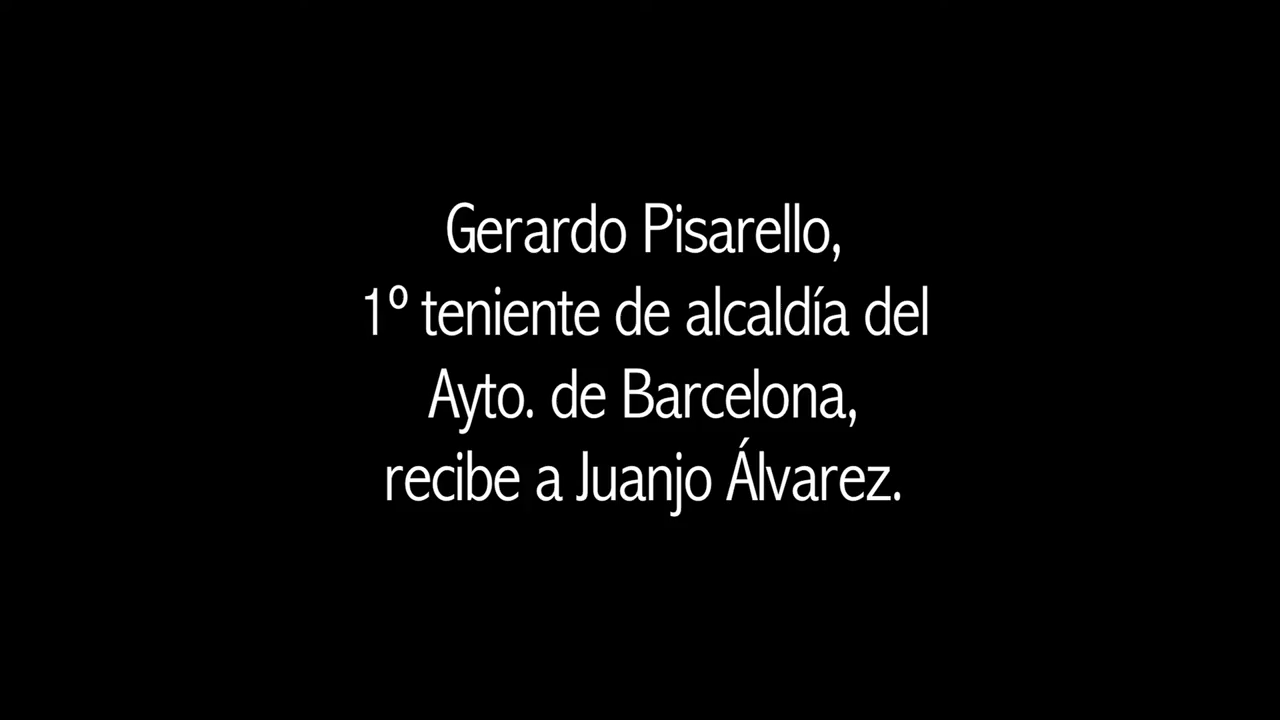 Gerardo Pisarello,
1º teniente de alcaldía del
Ayto. de Barcelona,
recibe a Juanjo Álvarez.